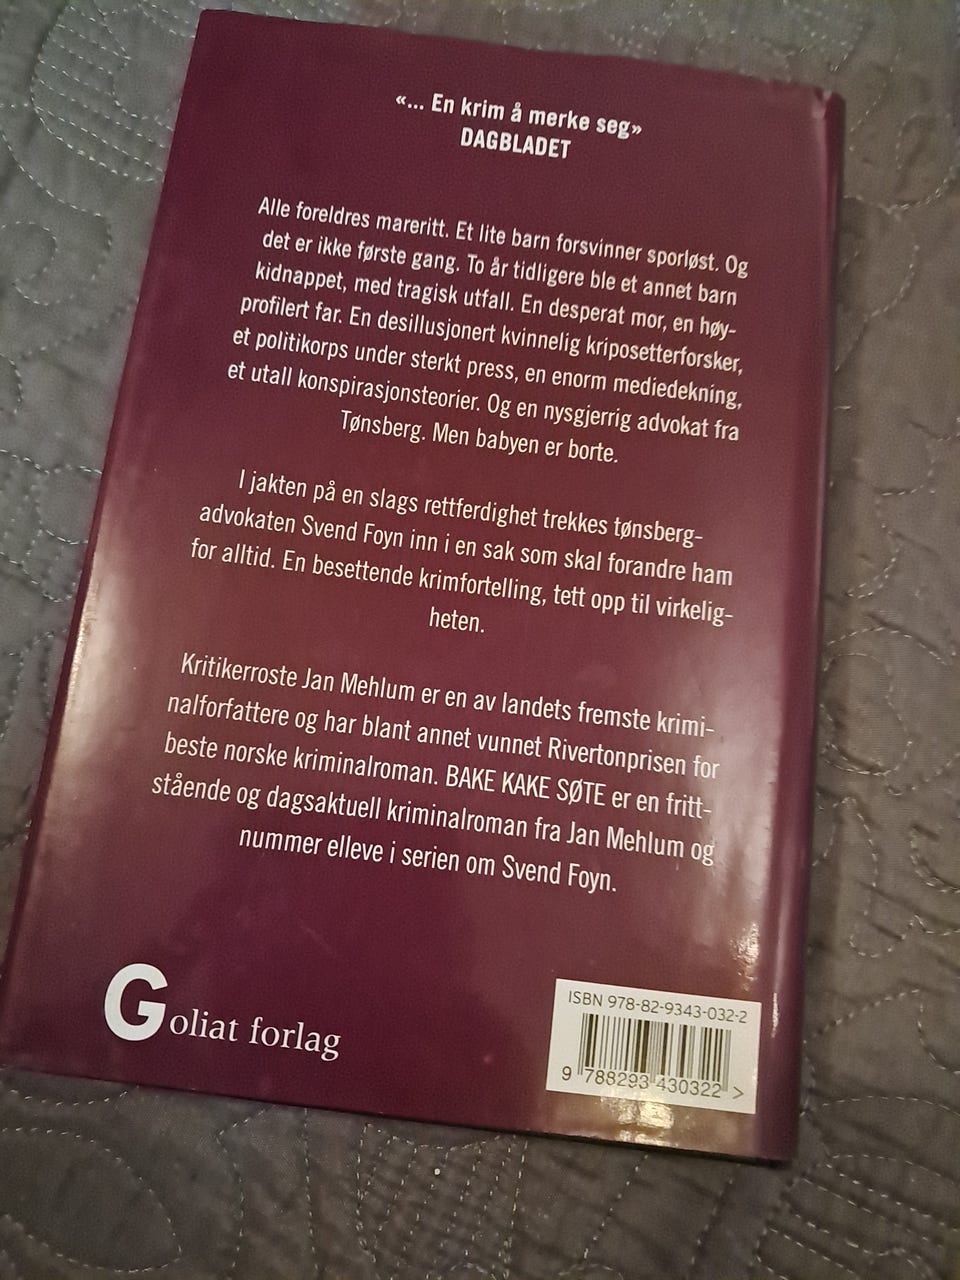 «... En krim å merke seg»
DAGBLADET
Alle foreldres mareritt. Et lite barn forsvinner sporløst. Og
det er ikke første gang. To år tidligere ble et annet barn
kidnappet, med tragisk utfall. En desperat mor, en høy-
profilert far. En desillusjonert kvinnelig kriposetterforsker,
et politikorps under sterkt press, en enorm mediedekning,
et utall konspirasjonsteorier. Og en nysgjerrig advokat fra
Tønsberg. Men babyen er borte.
I jakten på en slags rettferdighet trekkes tønsberg-
advokaten Svend Foyn inn i en sak som skal forandre ham
for alltid. En besettende krimfortelling, tett opp til virkelig-
heten.
Kritikerroste Jan Mehlum er en av landets fremste krimi-
nalforfattere og har blant annet vunnet Rivertonprisen for
beste norske kriminalroman. BAKE KAKE SØTE er en fritt-
stående og dagsaktuell kriminalroman fra Jan Mehlum og
nummer elleve i serien om Svend Foyn.
Goliat forlag
ISBN 978-82-9343-032-2
9 788293 430322 >